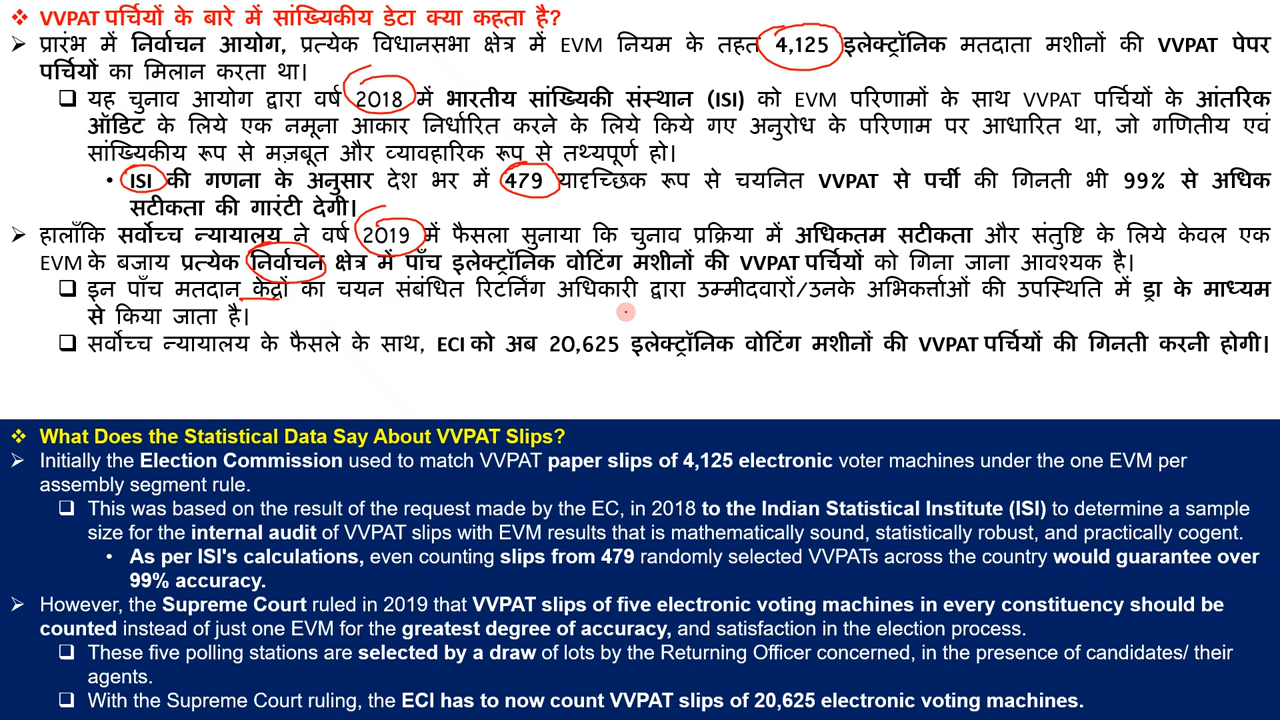 ❖ VVPAT पर्चियों के बारे में सांख्यिकीय डेटा क्या कहता है?
➢ प्रारंभ में निर्वाचन आयोग, प्रत्येक विधानसभा क्षेत्र में EVM नियम के तहत 4,125 इलेक्ट्रॉनिक मतदाता मशीनों की VVPAT पेपर
पर्चियों का मिलान करता था।
❑ यह चुनाव आयोग द्वारा वर्ष 2018 में भारतीय सांख्यिकी संस्थान (ISI) को EVM परिणामों के साथ VVPAT पर्चियों के आंतरिक
ऑडिट के लिये एक नमूना आकार निर्धारित करने के लिये किये गए अनुरोध के परिणाम पर आधारित था, जो गणितीय एवं
सांख्यिकीय रूप से मज़बूत और व्यावहारिक रूप से तथ्यपूर्ण हो।
• ISI की गणना के अनुसार देश भर में 479 यादृच्छिक रूप से चयनित VVPAT से पर्ची की गिनती भी 99% से अधिक
सटीकता की गारंटी देगी।
➢ हालाँकि सर्वोच्च न्यायालय ने वर्ष 2019 में फैसला सुनाया कि चुनाव प्रक्रिया में अधिकतम सटीकता और संतुष्टि के लिये केवल एक
EVM के बजाय प्रत्येक निर्वाचन क्षेत्र में पाँच इलेक्ट्रॉनिक वोटिंग मशीनों की VVPAT पर्चियों को गिना जाना आवश्यक है।
❑ इन पाँच मतदान केंद्रों का चयन संबंधित रिटर्निंग अधिकारी द्वारा उम्मीदवारों/उनके अभिकर्त्ताओं की उपस्थिति में ड्रा के माध्यम
से किया जाता है।
❑ सर्वोच्च न्यायालय के फैसले के साथ, ECI को अब 20,625 इलेक्ट्रॉनिक वोटिंग मशीनों की VVPAT पर्चियों की गिनती करनी होगी।
❖ What Does the Statistical Data Say About VVPAT Slips?
➢ Initially the Election Commission used to match VVPAT paper slips of 4,125 electronic voter machines under the one EVM per
assembly segment rule.
❑ This was based on the result of the request made by the EC, in 2018 to the Indian Statistical Institute (ISI) to determine a sample
size for the internal audit of VVPAT slips with EVM results that is mathematically sound, statistically robust, and practically cogent.
• As per ISI's calculations, even counting slips from 479 randomly selected VVPATs across the country would guarantee over
99% accuracy.
➢ However, the Supreme Court ruled in 2019 that VVPAT slips of five electronic voting machines in every constituency should be
counted instead of just one EVM for the greatest degree of accuracy, and satisfaction in the election process.
❑ These five polling stations are selected by a draw of lots by the Returning Officer concerned, in the presence of candidates/ their
agents.
❑ With the Supreme Court ruling, the ECI has to now count VVPAT slips of 20,625 electronic voting machines.